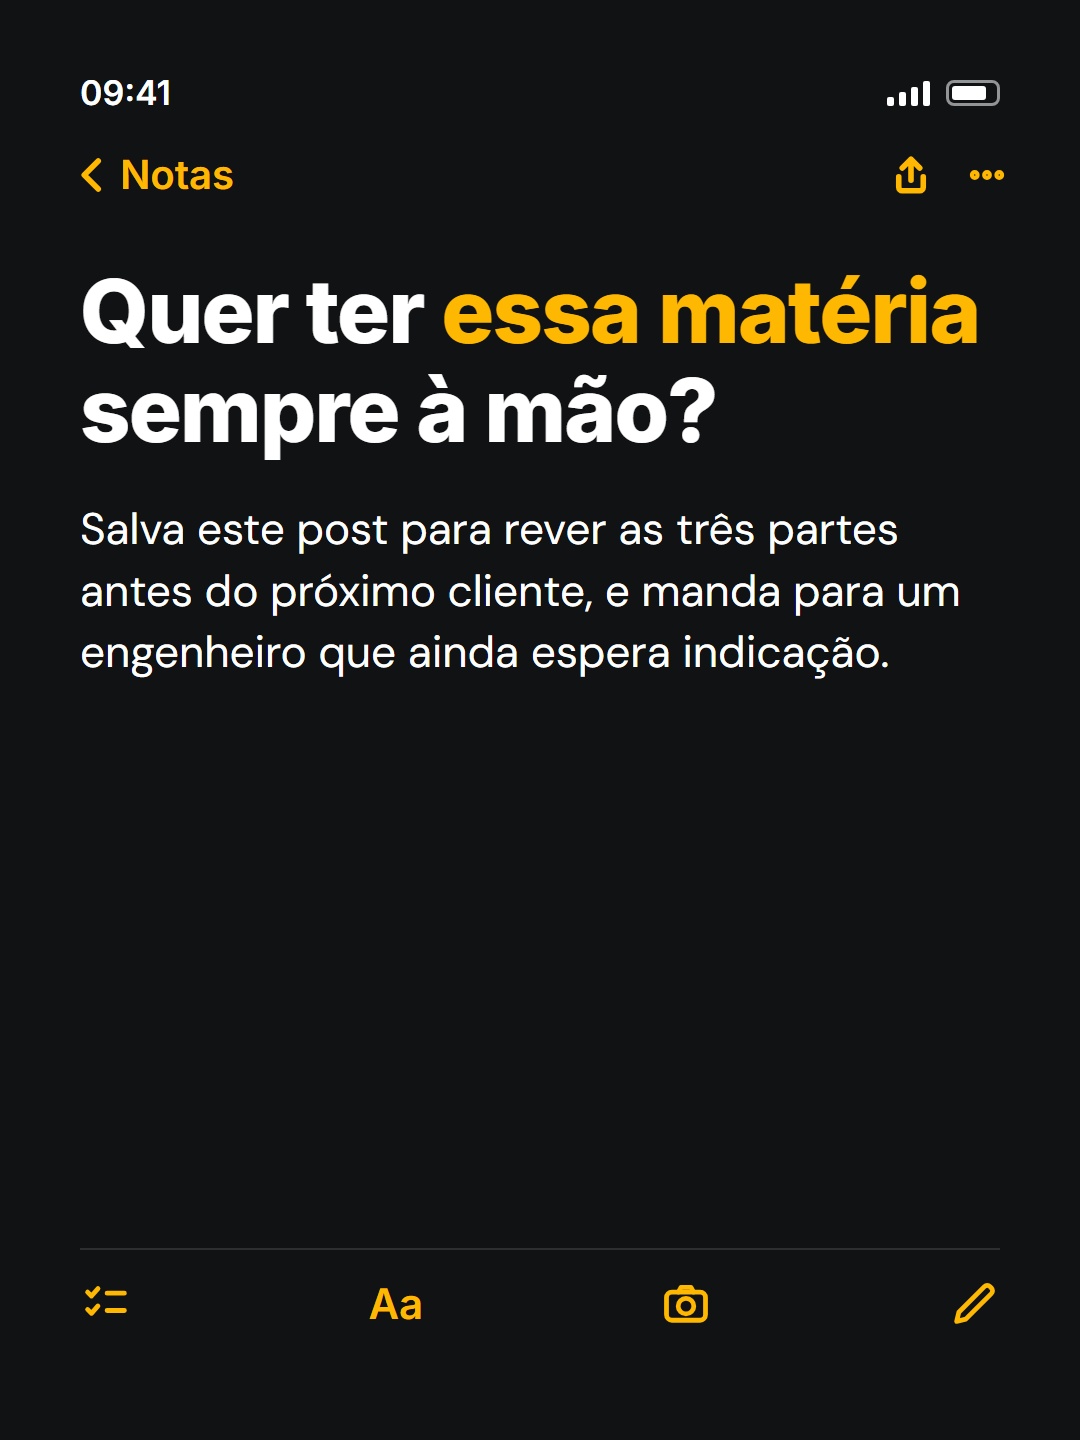 09:41
Notas
Quer ter essa matéria
sempre à mão?
Salva este post para rever as três partes
antes do próximo cliente, e manda para um
engenheiro que ainda espera indicação.
Aa